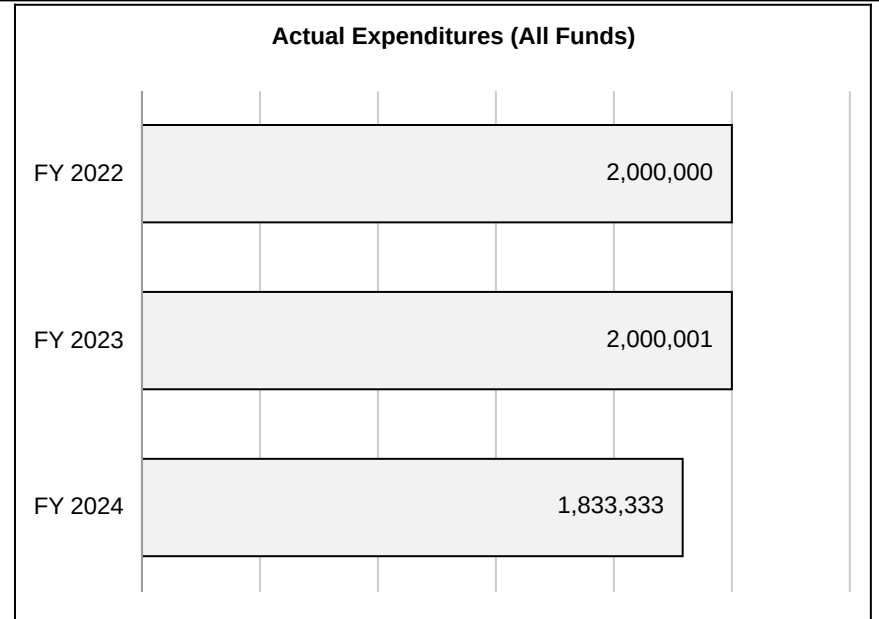 Actual Expenditures (All Funds)
FY 2022
2,000,000
FY 2023
2,000,001
FY 2024
1,833,333